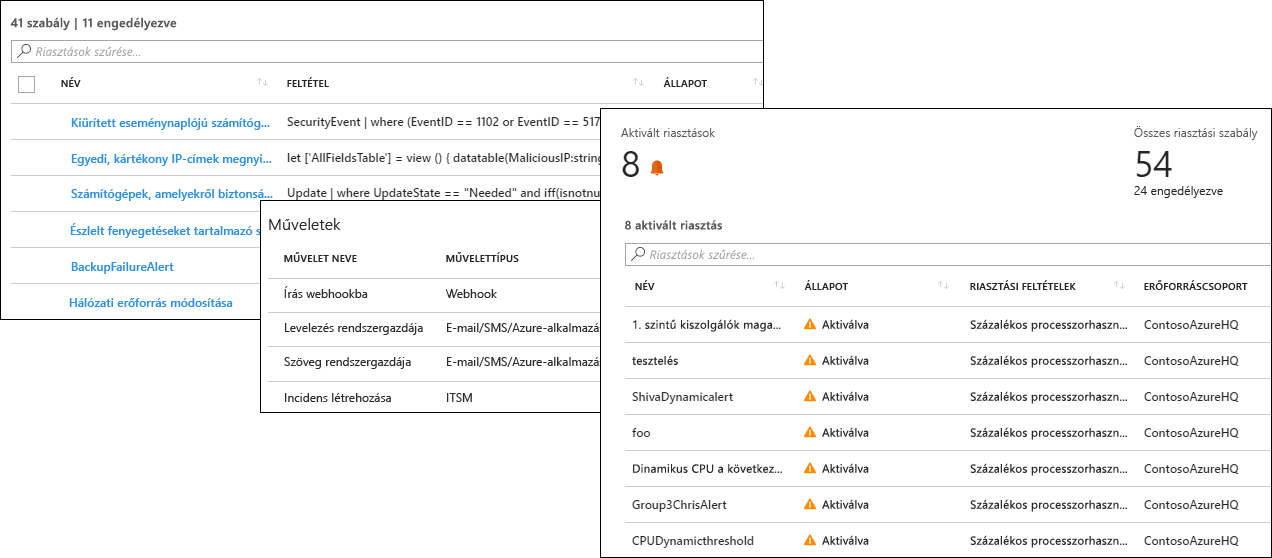 41 szabály | 11 engedélyezve
Riasztások szűrése...
NÉV FELTÉTEL ÁLLAPOT
Kiürített eseménynaplójú számítóg... SecurityEvent | where (EventID == 1102 or EventID == 517
Egyedi, kártékony IP-címek megnyi... let ['AllFieldsTable'] = view () { datatable(MaliciousIP:string
Számítógépek, amelyekről biztonsá... Update | where UpdateState == "Needed" and iff(isnotnu
Észlelt fenyegetéseket tartalmazó s
BackupFailureAlert
Hálózati erőforrás módosítása
Műveletek
MŰVELET NEVE MŰVELETTÍPUS
Írás webhookba Webhook
Levelezés rendszergazdája E-mail/SMS/Azure-alkalmazá
Szöveg rendszergazdája E-mail/SMS/Azure-alkalmazá
Incidens létrehozása ITSM
Aktivált riasztások Összes riasztási szabály
8 54
24 engedélyezve
8 aktivált riasztás
Riasztások szűrése...
NÉV ÁLLAPOT RIASZTÁSI FELTÉTELEK ERŐFORRÁSCSOPORT
1. szintű kiszolgálók maga... Aktiválva Százalékos processzorhaszn... ContosoAzureHQ
tesztelés Aktiválva Százalékos processzorhaszn... ContosoAzureHQ
ShivaDynamicalert Aktiválva Százalékos processzorhaszn... ContosoAzureHQ
foo Aktiválva Százalékos processzorhaszn... ContosoAzureHQ
Dinamikus CPU a következ... Aktiválva Százalékos processzorhaszn... ContosoAzureHQ
Group3ChrisAlert Aktiválva Százalékos processzorhaszn... ContosoAzureHQ
CPUDynamicthreshold Aktiválva Százalékos processzorhaszn... ContosoAzureHQ